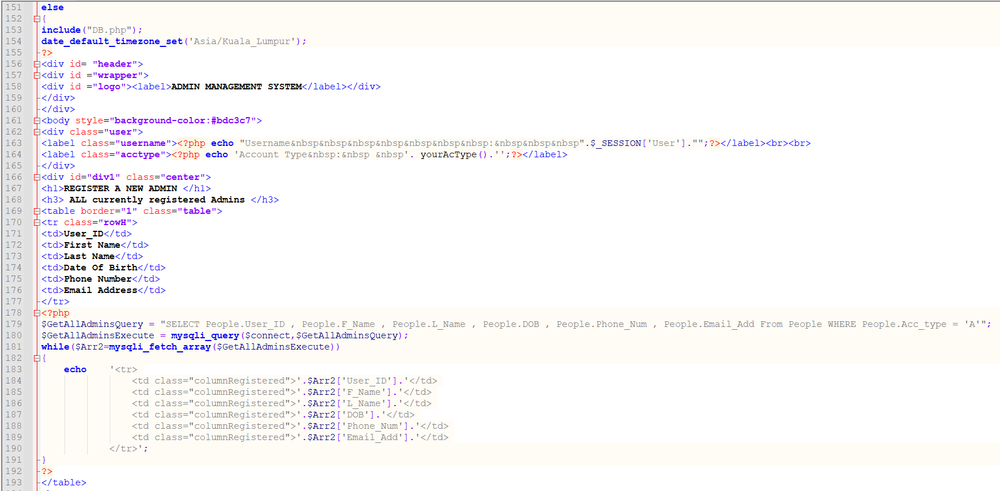 151 else
152 {
153 include("DB.php");
154 date_default_timezone_set('Asia/Kuala_Lumpur');
155 ?>
156 <div id= "header">
157 <div id ="wrapper">
158 <div id ="logo"><label>ADMIN MANAGEMENT SYSTEM</label></div>
159 </div>
160 </div>
161 <body style="background-color:#bdc3c7">
162 <div class="user">
163 <label class="username"><?php echo "Username&nbsp&nbsp&nbsp&nbsp&nbsp&nbsp&nbsp:&nbsp&nbsp&nbsp".$_SESSION['User']."";?></label><br><br>
164 <label class="acctype"><?php echo 'Account Type&nbsp:&nbsp &nbsp'. yourAcType().'';?></label>
165 </div>
166 <div id="div1" class="center">
167 <h1>REGISTER A NEW ADMIN </h1>
168 <h3> ALL currently registered Admins </h3>
169 <table border="1" class="table">
170 <tr class="rowH">
171 <td>User_ID</td>
172 <td>First Name</td>
173 <td>Last Name</td>
174 <td>Date Of Birth</td>
175 <td>Phone Number</td>
176 <td>Email Address</td>
177 </tr>
178 <?php
179 $GetAllAdminsQuery = "SELECT People.User_ID , People.F_Name , People.L_Name , People.DOB , People.Phone_Num , People.Email_Add From People WHERE People.Acc_type = 'A'";
180 $GetAllAdminsExecute = mysqli_query($connect,$GetAllAdminsQuery);
181 while($Arr2=mysqli_fetch_array($GetAllAdminsExecute))
182 {
183     echo    '<tr>
184                 <td class="columnRegistered">'.$Arr2['User_ID'].'</td>
185                 <td class="columnRegistered">'.$Arr2['F_Name'].'</td>
186                 <td class="columnRegistered">'.$Arr2['L_Name'].'</td>
187                 <td class="columnRegistered">'.$Arr2['DOB'].'</td>
188                 <td class="columnRegistered">'.$Arr2['Phone_Num'].'</td>
189                 <td class="columnRegistered">'.$Arr2['Email_Add'].'</td>
190             </tr>';
191 }
192 ?>
193 </table>